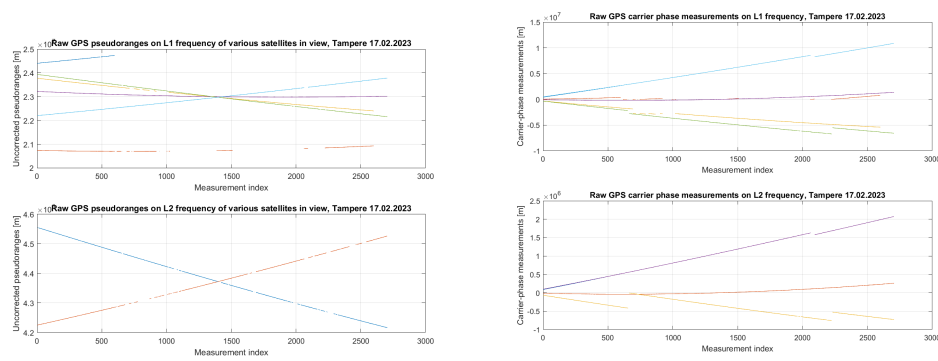 Raw GPS pseudoranges on L1 frequency of various satellites in view, Tampere 17.02.2023
2.5
2.4
2.3
2.2
2.1
2
Uncorrected pseudoranges [m]
0 500 1000 1500 2000 2500 3000
Measurement index
Raw GPS pseudoranges on L2 frequency of various satellites in view, Tampere 17.02.2023
4.6
4.5
4.4
4.3
4.2
Uncorrected pseudoranges [m]
0 500 1000 1500 2000 2500 3000
Measurement index
×10⁷
Raw GPS carrier phase measurements on L1 frequency, Tampere 17.02.2023
1.5
1
0.5
0
-0.5
-1
Carrier-phase measurements [m]
0 500 1000 1500 2000 2500 3000
Measurement index
×10⁶
Raw GPS carrier phase measurements on L2 frequency, Tampere 17.02.2023
2.5
2
1.5
1
0.5
0
-0.5
-1
Carrier-phase measurements [m]
0 500 1000 1500 2000 2500 3000
Measurement index